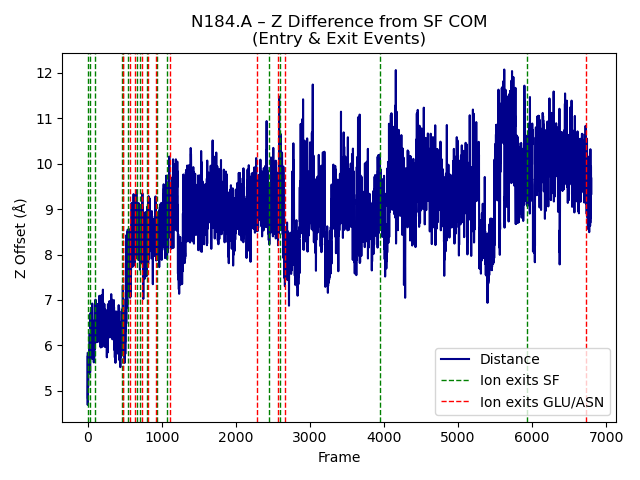 N184.A – Z Difference from SF COM
(Entry & Exit Events)
12
11
10
9
8
7
6
5
Z Offset (Å)
Distance
Ion exits SF
Ion exits GLU/ASN
0 1000 2000 3000 4000 5000 6000 7000
Frame